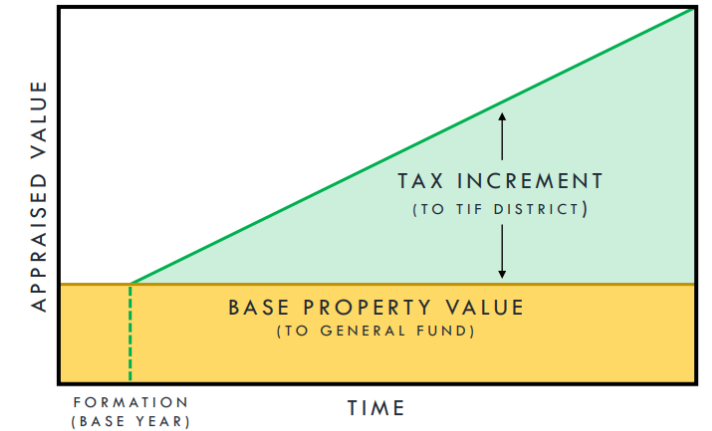 APPRAISED VALUE
TAX INCREMENT
(TO TIF DISTRICT)
BASE PROPERTY VALUE
(TO GENERAL FUND)
FORMATION
(BASE YEAR)
TIME